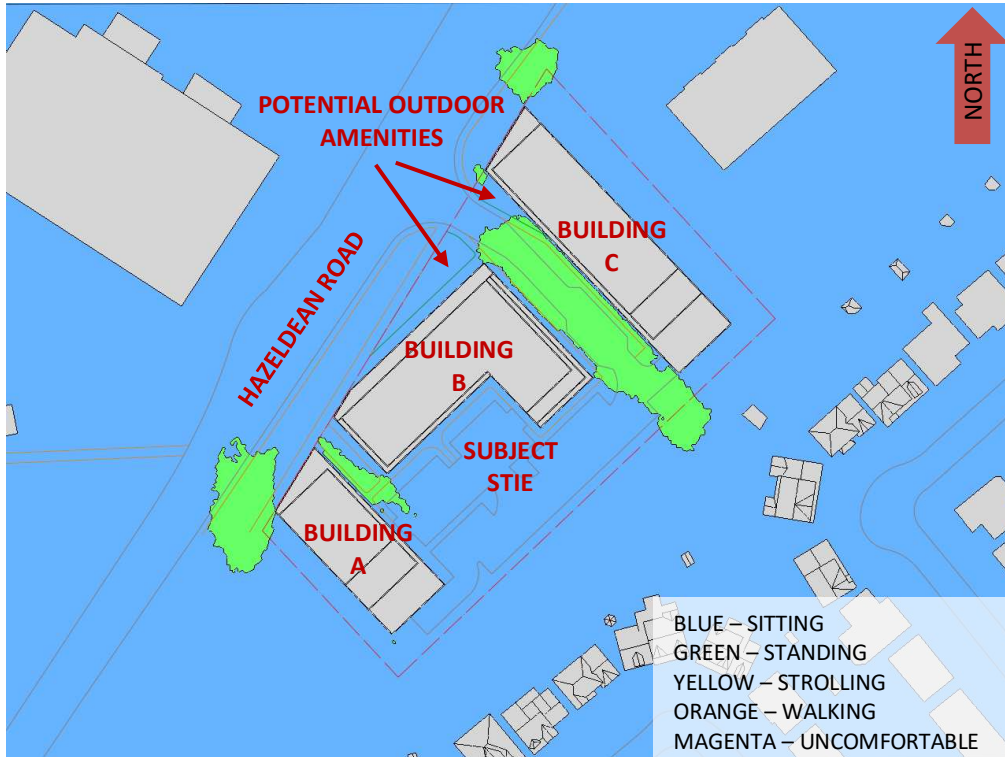 NORTH
POTENTIAL OUTDOOR
AMENITIES
HAZELDEAN ROAD
BUILDING
C
BUILDING
B
SUBJECT
STIE
BUILDING
A
BLUE – SITTING
GREEN – STANDING
YELLOW – STROLLING
ORANGE – WALKING
MAGENTA – UNCOMFORTABLE